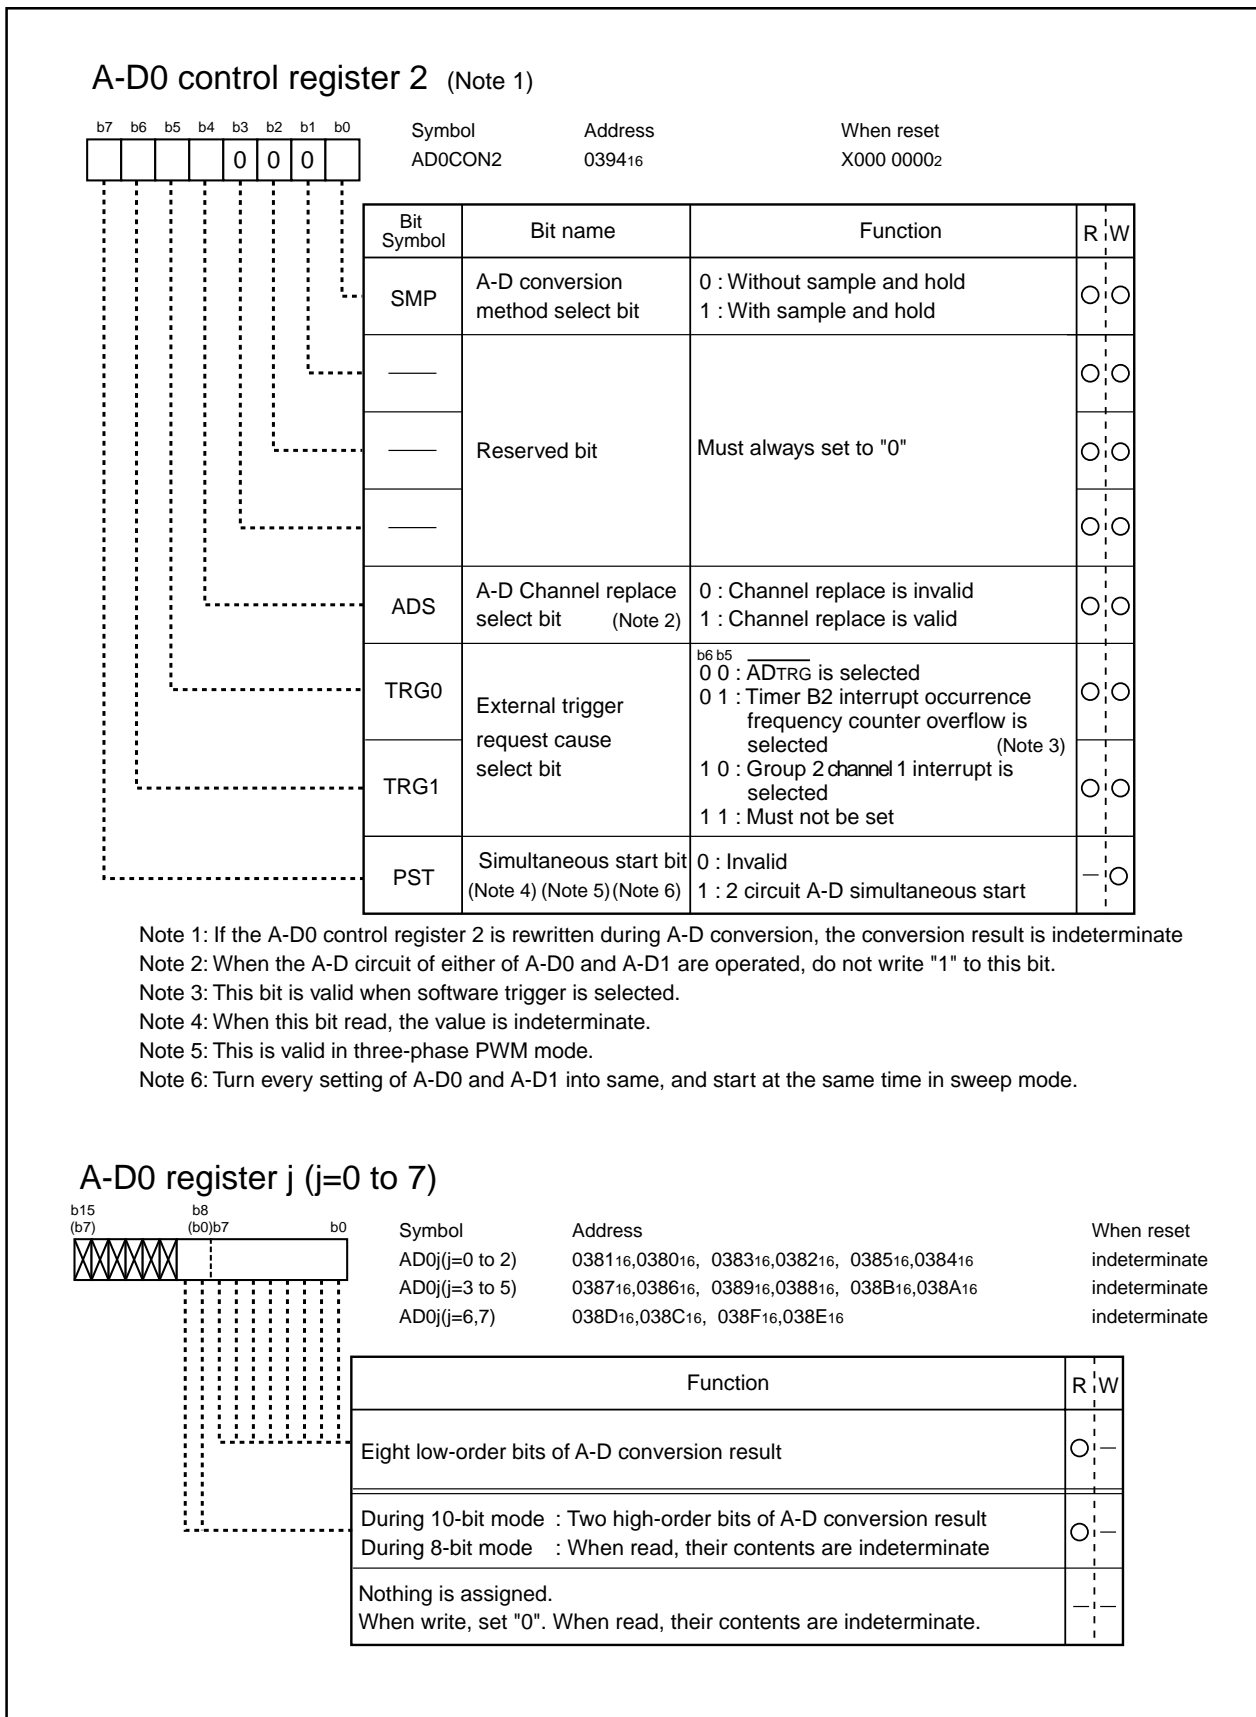 A-D0 control register 2 (Note 1)
b7 b6 b5 b4 b3 b2 b1 b0
Symbol Address When reset
0 0 0
AD0CON2 039416 X000 00002
Bit Symbol Bit name Function R W
SMP
A-D conversion
method select bit
0 : Without sample and hold
1 : With sample and hold
Reserved bit
Must always set to "0"
ADS
A-D Channel replace
select bit (Note 2)
0 : Channel replace is invalid
1 : Channel replace is valid
TRG0
TRG1
External trigger
request cause
select bit
b6 b5
0 0 : ADTRG is selected
0 1 : Timer B2 interrupt occurrence
frequency counter overflow is
selected (Note 3)
1 0 : Group 2 channel 1 interrupt is
selected
1 1 : Must not be set
PST
Simultaneous start bit
(Note 4) (Note 5) (Note 6)
0 : Invalid
1 : 2 circuit A-D simultaneous start
Note 1: If the A-D0 control register 2 is rewritten during A-D conversion, the conversion result is indeterminate
Note 2: When the A-D circuit of either of A-D0 and A-D1 are operated, do not write "1" to this bit.
Note 3: This bit is valid when software trigger is selected.
Note 4: When this bit read, the value is indeterminate.
Note 5: This is valid in three-phase PWM mode.
Note 6: Turn every setting of A-D0 and A-D1 into same, and start at the same time in sweep mode.
A-D0 register j (j=0 to 7)
b15 b8
(b7) (b0)b7 b0
Symbol Address When reset
AD0j(j=0 to 2) 038116,038016, 038316,038216, 038516,038416 indeterminate
AD0j(j=3 to 5) 038716,038616, 038916,038816, 038B16,038A16 indeterminate
AD0j(j=6,7) 038D16,038C16, 038F16,038E16 indeterminate
Function R W
Eight low-order bits of A-D conversion result
During 10-bit mode : Two high-order bits of A-D conversion result
During 8-bit mode : When read, their contents are indeterminate
Nothing is assigned.
When write, set "0". When read, their contents are indeterminate.